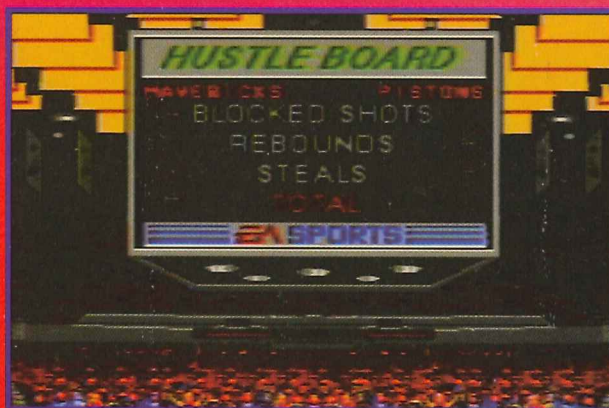 HUSTLE BOARD
MAVERICKS PISTONS
BLOCKED SHOTS
REBOUNDS
STEALS
TOTAL
EA SPORTS